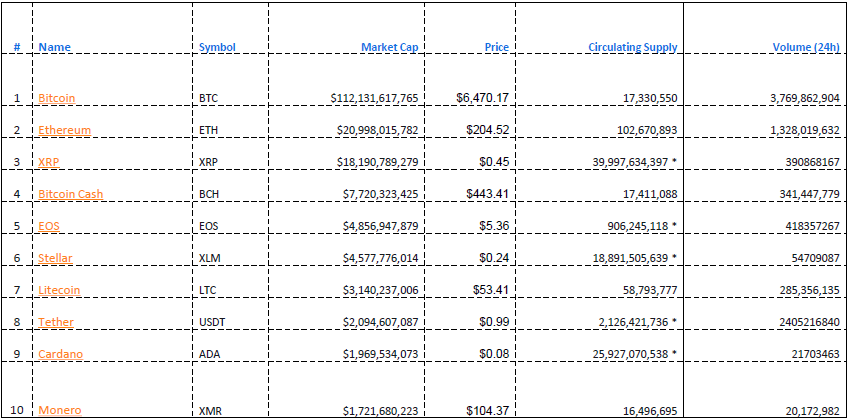 # Name Symbol Market Cap Price Circulating Supply Volume (24h)
1 Bitcoin BTC $112,131,617,765 $6,470.17 17,330,550 3,769,862,904
2 Ethereum ETH $20,998,015,782 $204.52 102,670,893 1,328,019,632
3 XRP XRP $18,190,789,279 $0.45 39,997,634,397 * 390868167
4 Bitcoin Cash BCH $7,720,323,425 $443.41 17,411,088 341,447,779
5 EOS EOS $4,856,947,879 $5.36 906,245,118 * 418357267
6 Stellar XLM $4,577,776,014 $0.24 18,891,505,639 * 54709087
7 Litecoin LTC $3,140,237,006 $53.41 58,793,777 285,356,135
8 Tether USDT $2,094,607,087 $0.99 2,126,421,736 * 2405216840
9 Cardano ADA $1,969,534,073 $0.08 25,927,070,538 * 21703463
10 Monero XMR $1,721,680,223 $104.37 16,496,695 20,172,982